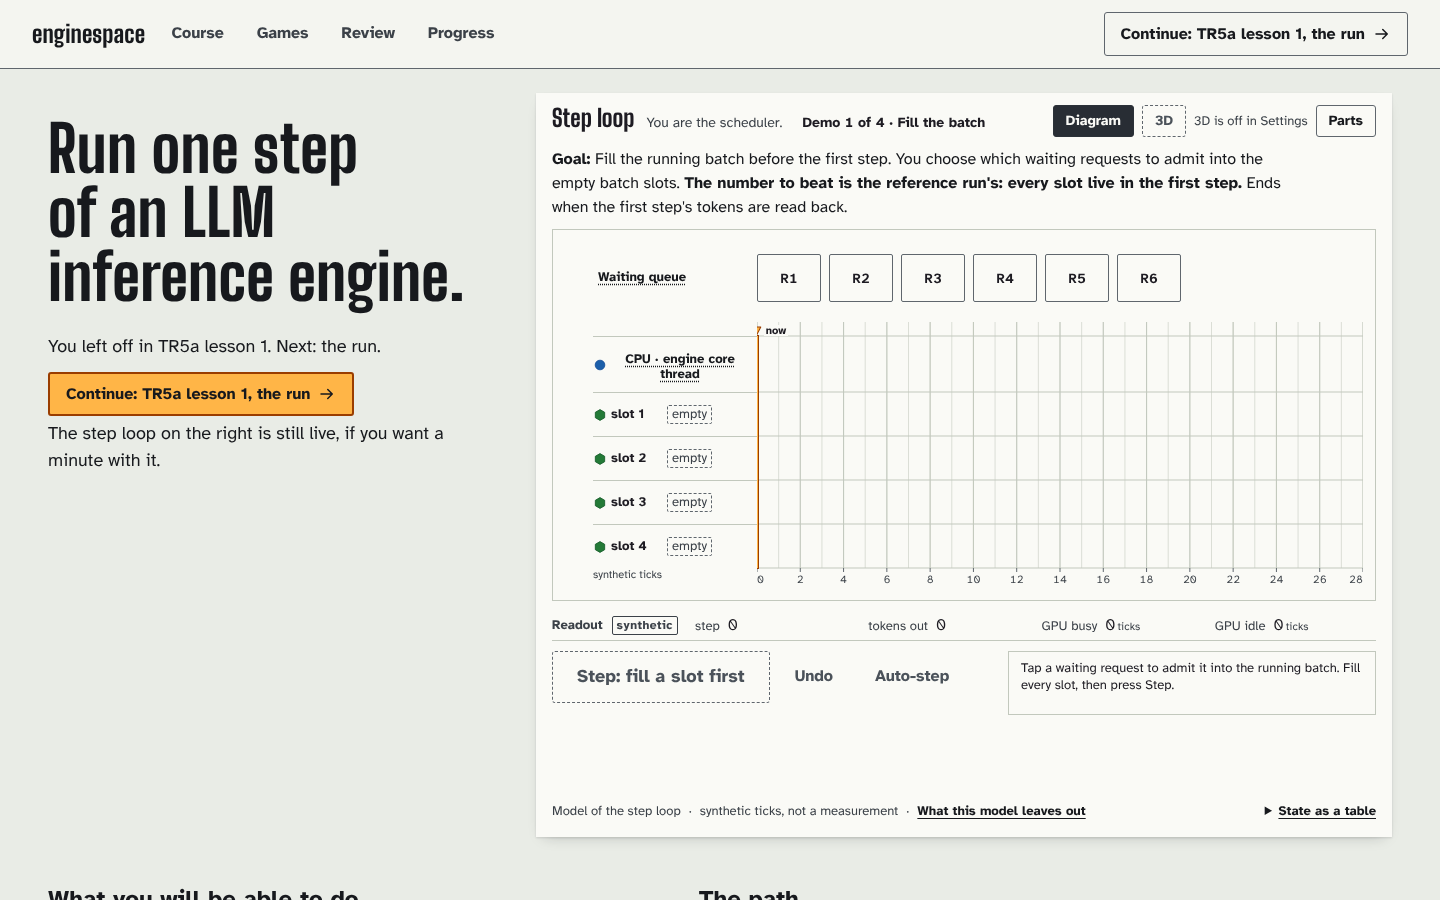 enginespace Course Games Review Progress Continue: TR5a lesson 1, the run →
Run one step
of an LLM
inference engine.
You left off in TR5a lesson 1. Next: the run.
Continue: TR5a lesson 1, the run →
The step loop on the right is still live, if you want a
minute with it.
Step loop You are the scheduler. Demo 1 of 4 · Fill the batch Diagram 3D 3D is off in Settings Parts
Goal: Fill the running batch before the first step. You choose which waiting requests to admit into the
empty batch slots. The number to beat is the reference run's: every slot live in the first step. Ends
when the first step's tokens are read back.
Waiting queue R1 R2 R3 R4 R5 R6
now
CPU · engine core
thread
slot 1 empty
slot 2 empty
slot 3 empty
slot 4 empty
synthetic ticks 0 2 4 6 8 10 12 14 16 18 20 22 24 26 28
Readout synthetic step 0 tokens out 0 GPU busy 0 ticks GPU idle 0 ticks
Step: fill a slot first Undo Auto-step
Tap a waiting request to admit it into the running batch. Fill
every slot, then press Step.
Model of the step loop · synthetic ticks, not a measurement · What this model leaves out ▶ State as a table
What you will be able to do The path